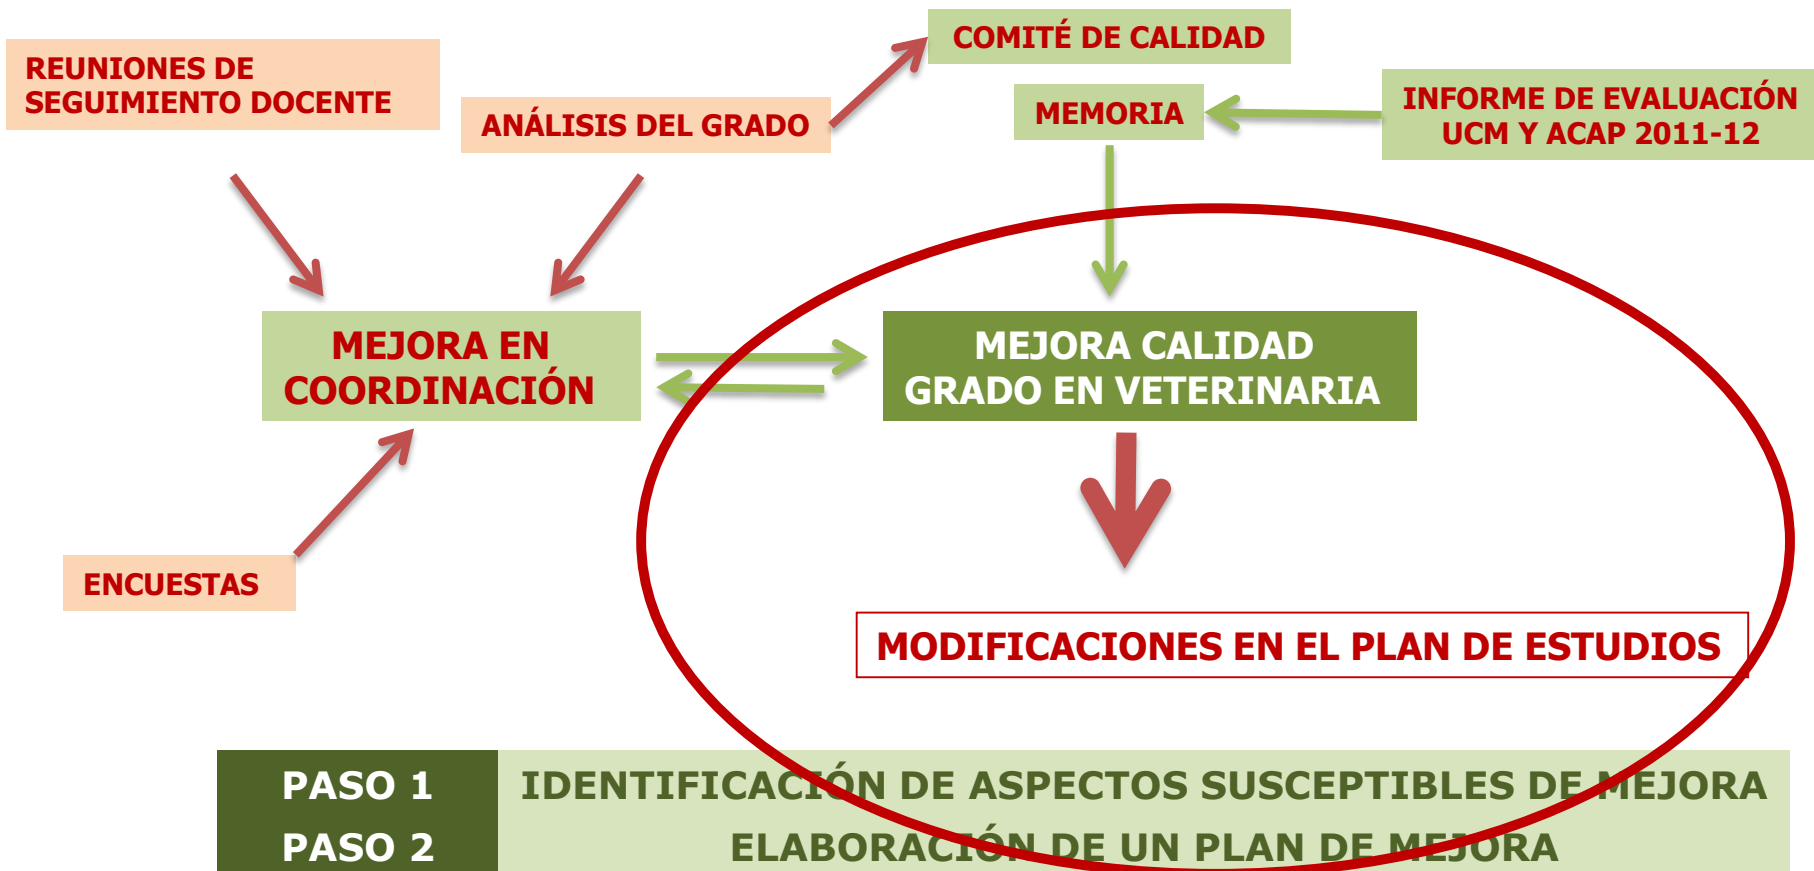 COMITÉ DE CALIDAD
REUNIONES DE
SEGUIMIENTO DOCENTE
ANÁLISIS DEL GRADO
MEMORIA
INFORME DE EVALUACIÓN
UCM Y ACAP 2011-12
MEJORA EN
COORDINACIÓN
MEJORA CALIDAD
GRADO EN VETERINARIA
ENCUESTAS
MODIFICACIONES EN EL PLAN DE ESTUDIOS
PASO 1 IDENTIFICACIÓN DE ASPECTOS SUSCEPTIBLES DE MEJORA
PASO 2 ELABORACIÓN DE UN PLAN DE MEJORA